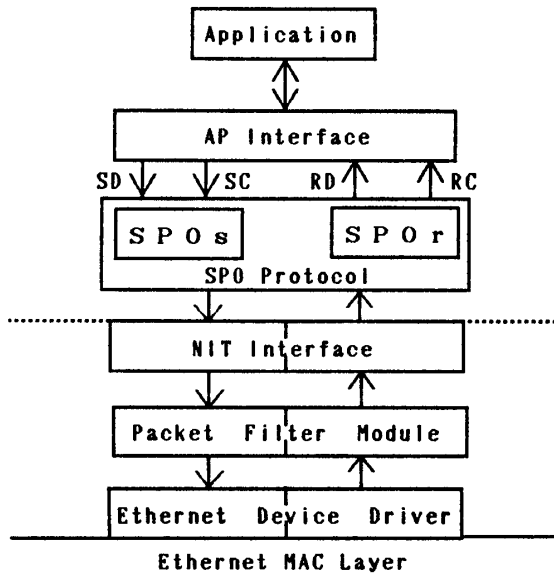 Application
AP Interface
SD SC RD RC
SPOs SPOr
SPO Protocol
NIT Interface
Packet Filter Module
Ethernet Device Driver
Ethernet MAC Layer